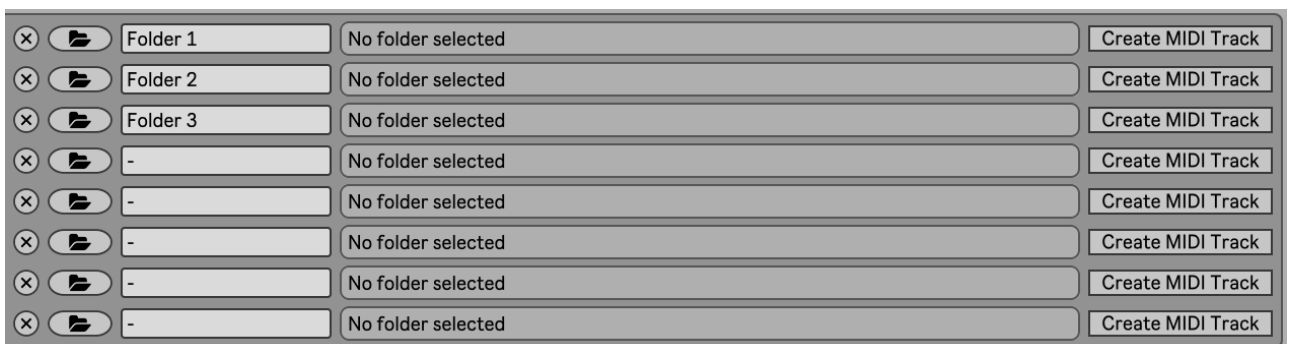 Folder 1 No folder selected Create MIDI Track
Folder 2 No folder selected Create MIDI Track
Folder 3 No folder selected Create MIDI Track
- No folder selected Create MIDI Track
- No folder selected Create MIDI Track
- No folder selected Create MIDI Track
- No folder selected Create MIDI Track
- No folder selected Create MIDI Track